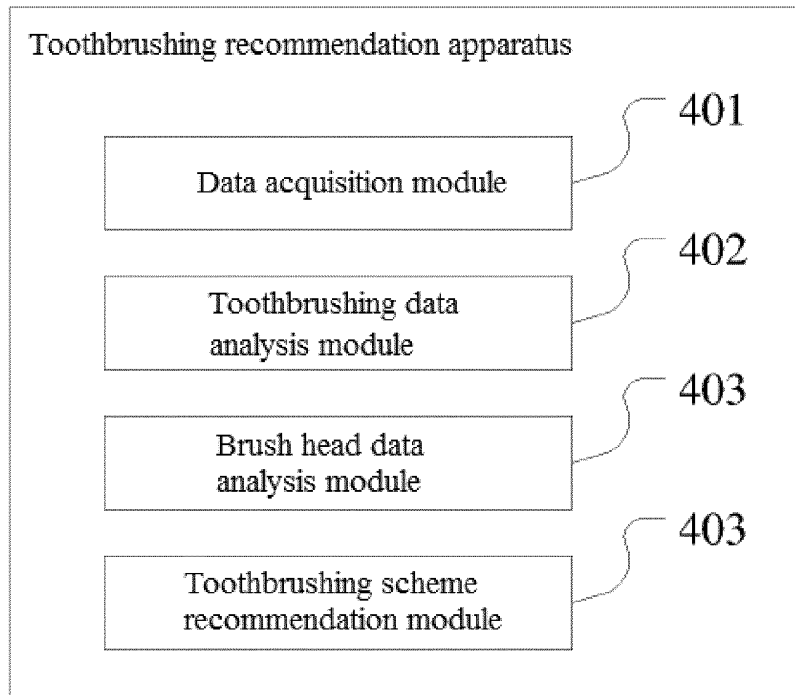 Toothbrushing recommendation apparatus
401
Data acquisition module
402
Toothbrushing data
analysis module
403
Brush head data
analysis module
403
Toothbrushing scheme
recommendation module